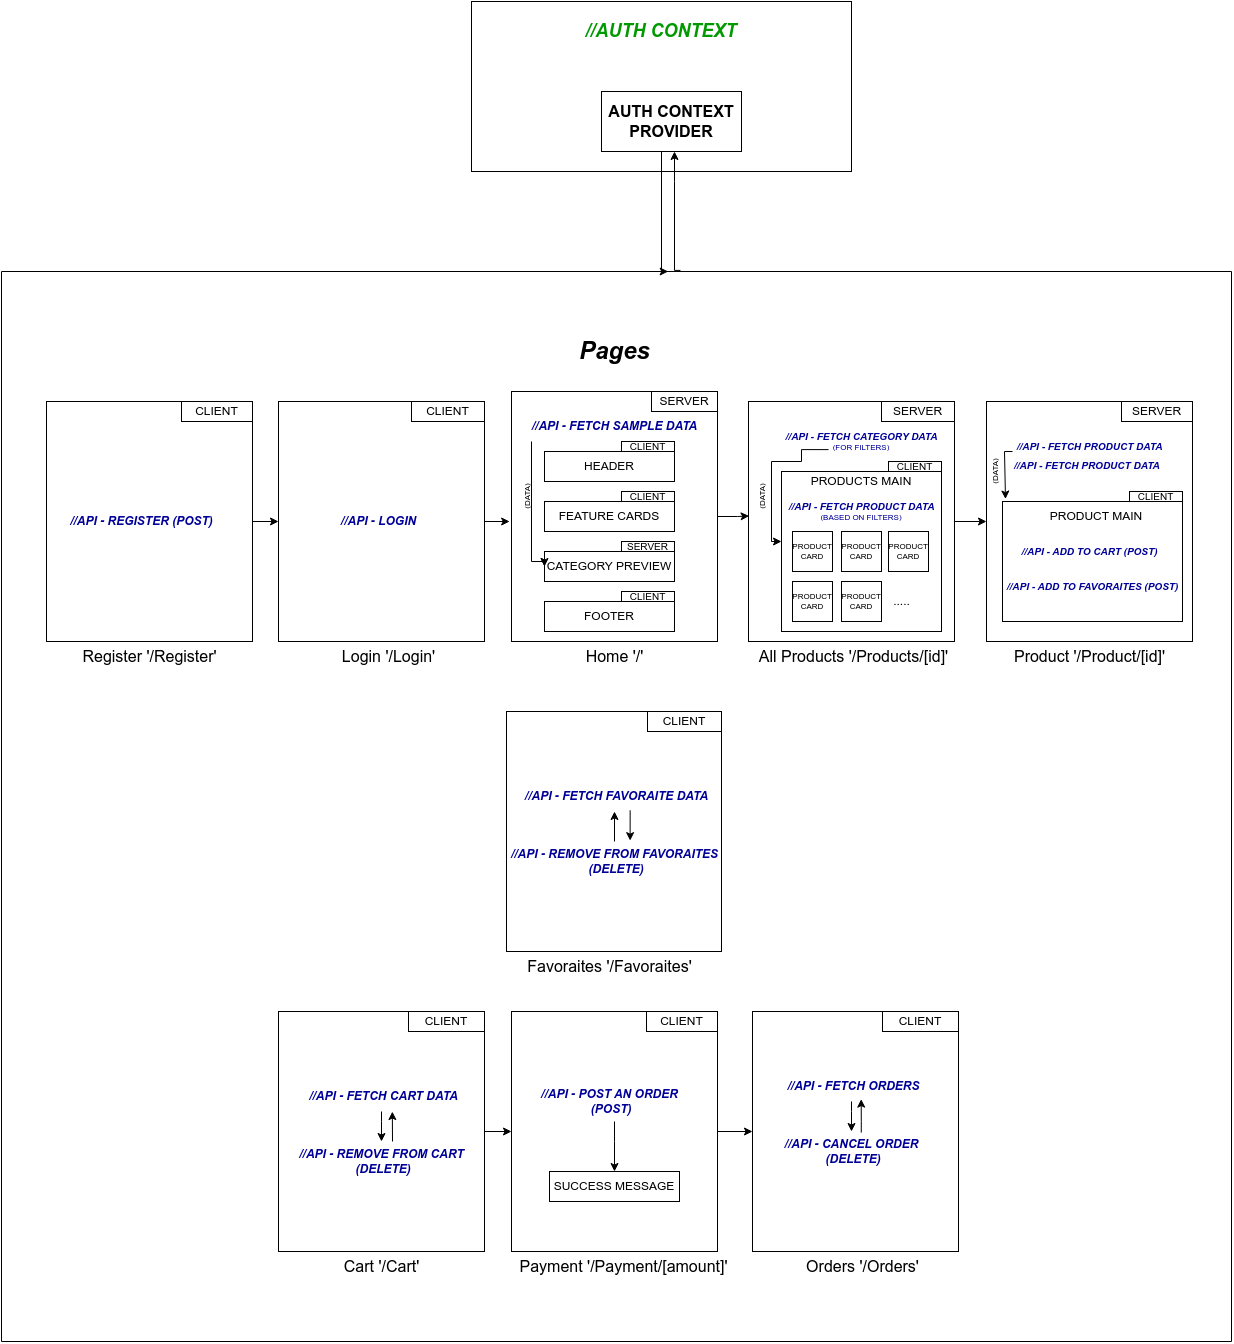 //AUTH CONTEXT
AUTH CONTEXT
PROVIDER
Pages
CLIENT
//API - REGISTER (POST)
Register '/Register'
CLIENT
//API - LOGIN
Login '/Login'
SERVER
//API - FETCH SAMPLE DATA
(DATA)
CLIENT
HEADER
CLIENT
FEATURE CARDS
SERVER
CATEGORY PREVIEW
CLIENT
FOOTER
Home '/'
SERVER
//API - FETCH CATEGORY DATA
(FOR FILTERS)
(DATA)
CLIENT
PRODUCTS MAIN
//API - FETCH PRODUCT DATA
(BASED ON FILTERS)
PRODUCT
CARD
PRODUCT
CARD
PRODUCT
CARD
PRODUCT
CARD
PRODUCT
CARD
.....
All Products '/Products/[id]'
SERVER
//API - FETCH PRODUCT DATA
//API - FETCH PRODUCT DATA
(DATA)
CLIENT
PRODUCT MAIN
//API - ADD TO CART (POST)
//API - ADD TO FAVORITES (POST)
Product '/Product/[id]'
CLIENT
//API - FETCH FAVORAITE DATA
//API - REMOVE FROM FAVORAITES
(DELETE)
Favoraites '/Favoraites'
CLIENT
//API - FETCH CART DATA
//API - REMOVE FROM CART
(DELETE)
Cart '/Cart'
CLIENT
//API - POST AN ORDER
(POST)
SUCCESS MESSAGE
Payment '/Payment/[amount]'
CLIENT
//API - FETCH ORDERS
//API - CANCEL ORDER
(DELETE)
Orders '/Orders'